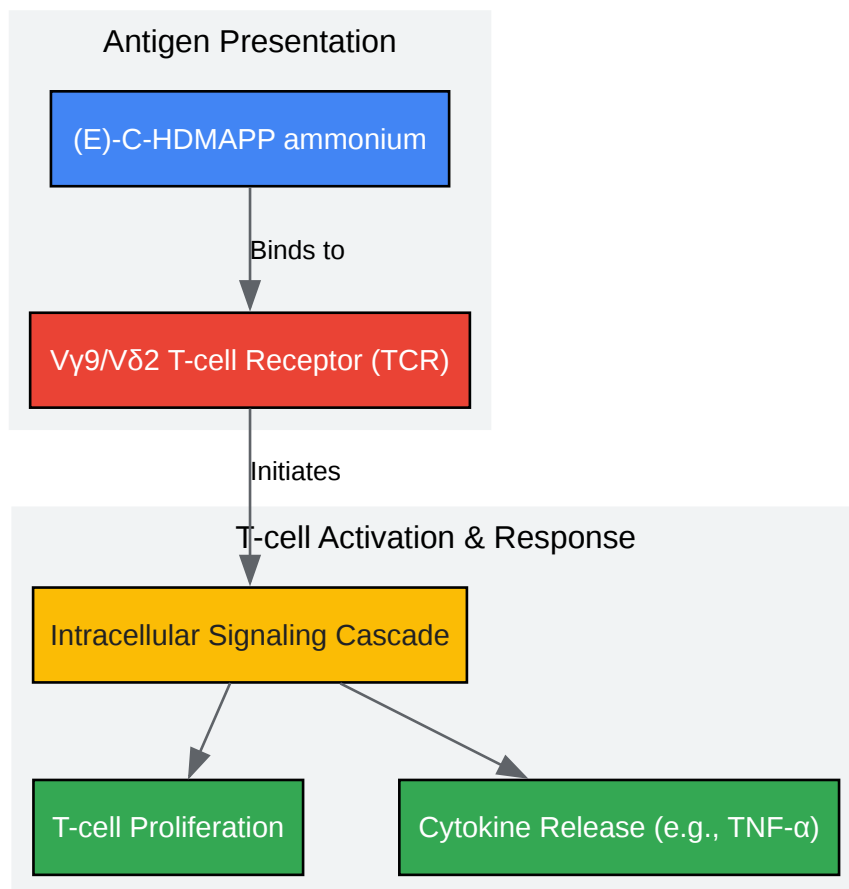 Antigen Presentation
(E)-C-HDMAPP ammonium
Binds to
Vγ9/Vδ2 T-cell Receptor (TCR)
Initiates
T-cell Activation & Response
Intracellular Signaling Cascade
T-cell Proliferation
Cytokine Release (e.g., TNF-α)